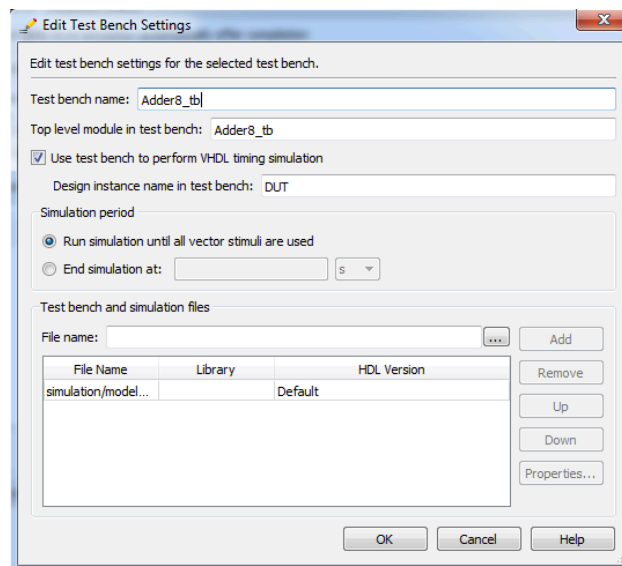 Edit Test Bench Settings
Edit test bench settings for the selected test bench.
Test bench name: Adder8_tb
Top level module in test bench: Adder8_tb
Use test bench to perform VHDL timing simulation
Design instance name in test bench: DUT
Simulation period
Run simulation until all vector stimuli are used
End simulation at: s
Test bench and simulation files
File name: ... Add
File Name Library HDL Version Remove
simulation/model... Default
Up
Down
Properties...
OK Cancel Help